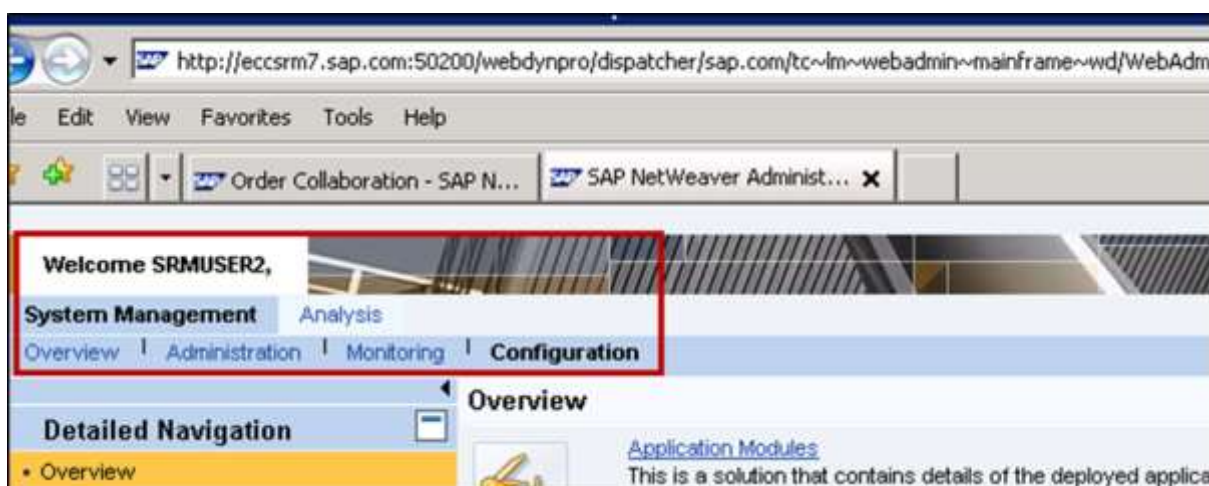 http://eccsrm7.sap.com:50200/webdynpro/dispatcher/sap.com/tc~lm~webadmin~mainframe~wd/WebAdm
le Edit View Favorites Tools Help
Order Collaboration - SAP N... SAP NetWeaver Administ...
Welcome SRMUSER2,
System Management Analysis
Overview Administration Monitoring Configuration
Overview
Detailed Navigation
Application Modules
• Overview
This is a solution that contains details of the deployed applica